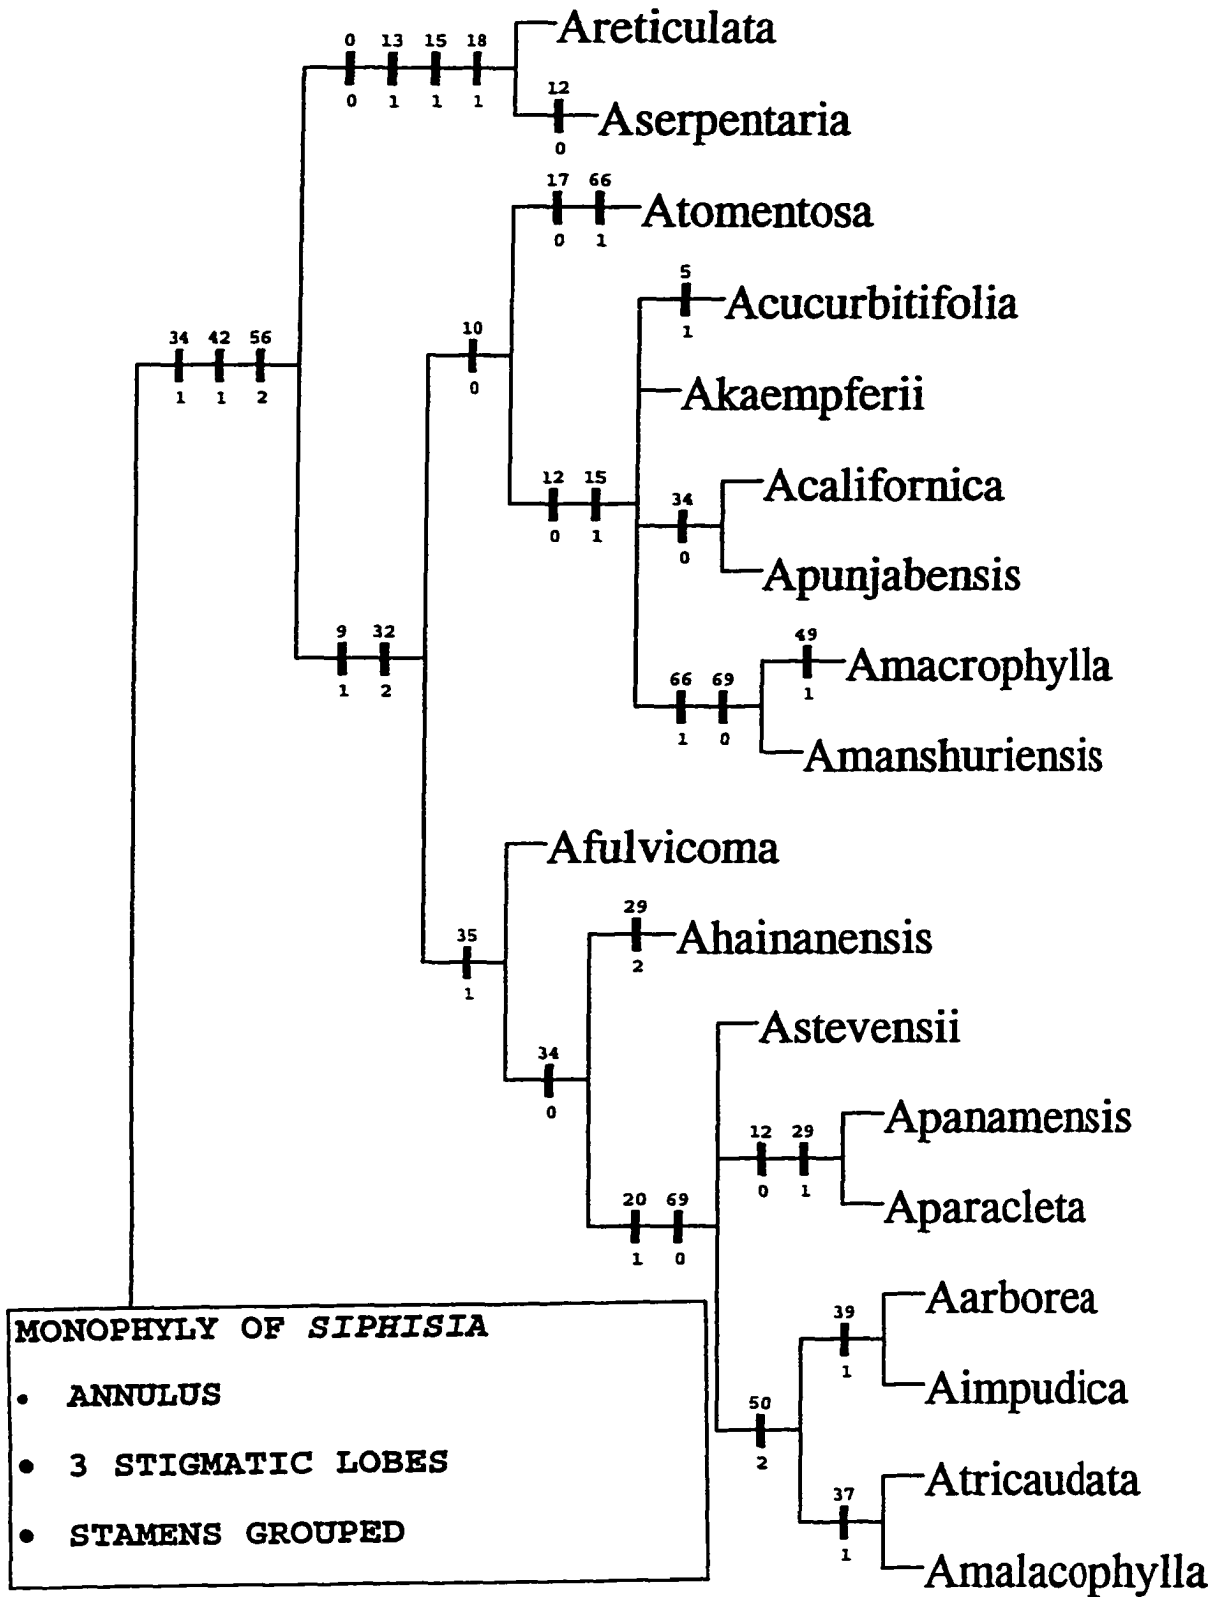 Areticulata
0 13 15 18
0 1 1 1
12
Aserpentaria
0
17 66
Atomentosa
0 1
5
Acucurbitifolia
1
34 42 56
1 1 2
10
0
Akaempferii
12 15
0 1
Acalifornica
34
0
Apunjabensis
9 32
1 2
49
Amacrophylla
1
66 69
1 0
Amanshuriensis
Afulvicoma
29
Ahainanensis
2
35
1
Astevensii
34
0
Apanamensis
12 29
0 1
Aparacleta
20 69
1 0
Aarborea
39
1
Aimpudica
50
2
Atricaudata
37
1
Amalacophylla
MONOPHYLY OF SIPHISIA
• ANNULUS
• 3 STIGMATIC LOBES
• STAMENS GROUPED